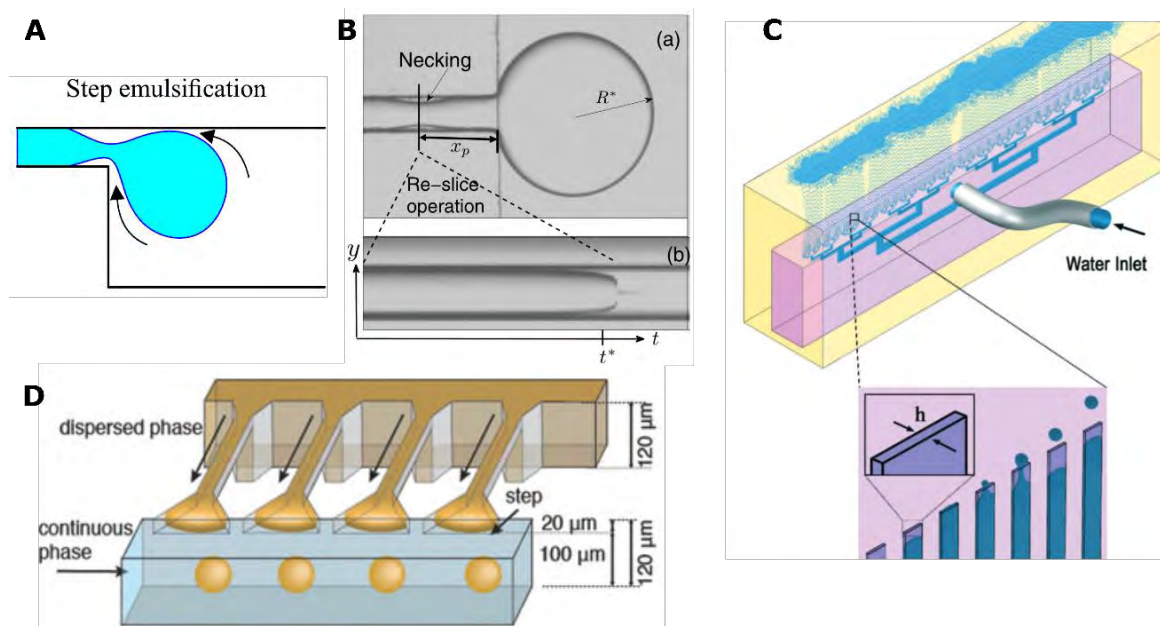 A
Step emulsification
B
(a)
Necking
R*
x_p
Re-slice
operation
y
(b)
t
t*
C
Water Inlet
h
D
dispersed phase
120 μm
step
continuous
phase
20 μm
100 μm
120 μm